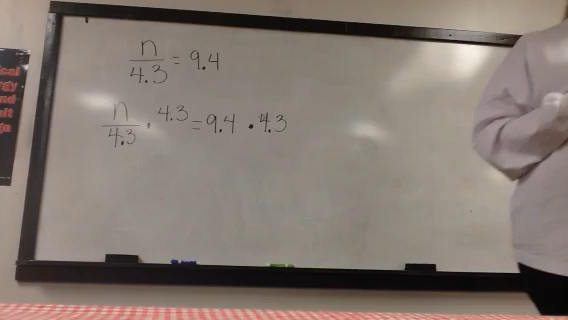 n/4.3 = 9.4
n/4.3 · 4.3 = 9.4 · 4.3